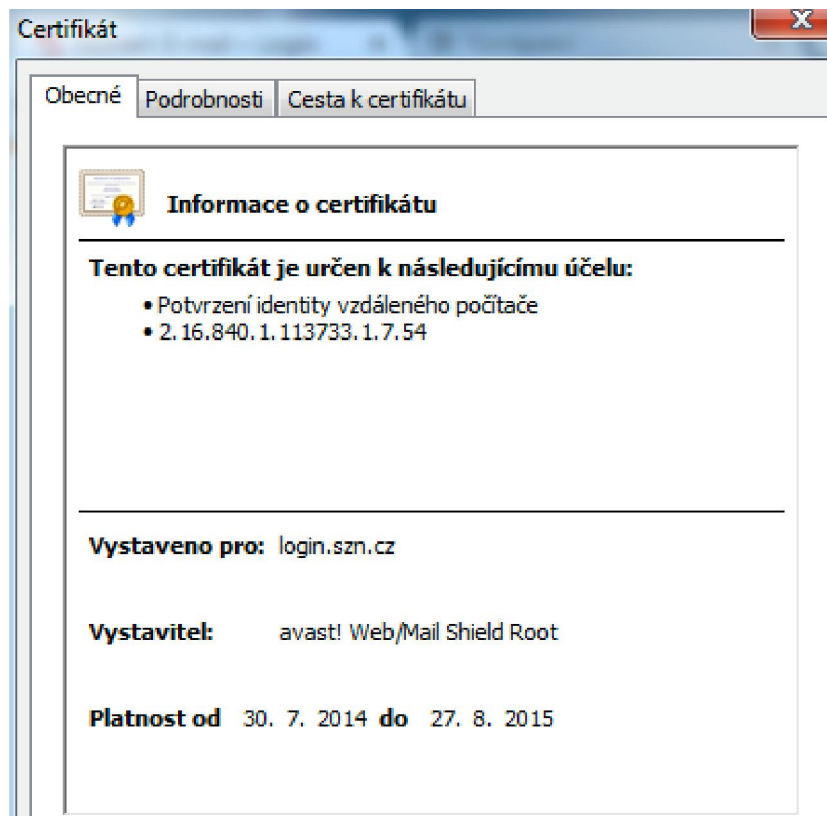 Certifikát
Obecné Podrobnosti Cesta k certifikátu
Informace o certifikátu
Tento certifikát je určen k následujícímu účelu:
• Potvrzení identity vzdáleného počítače
• 2.16.840.1.113733.1.7.54
Vystaveno pro: login.szn.cz
Vystavitel: avast! Web/Mail Shield Root
Platnost od 30. 7. 2014 do 27. 8. 2015